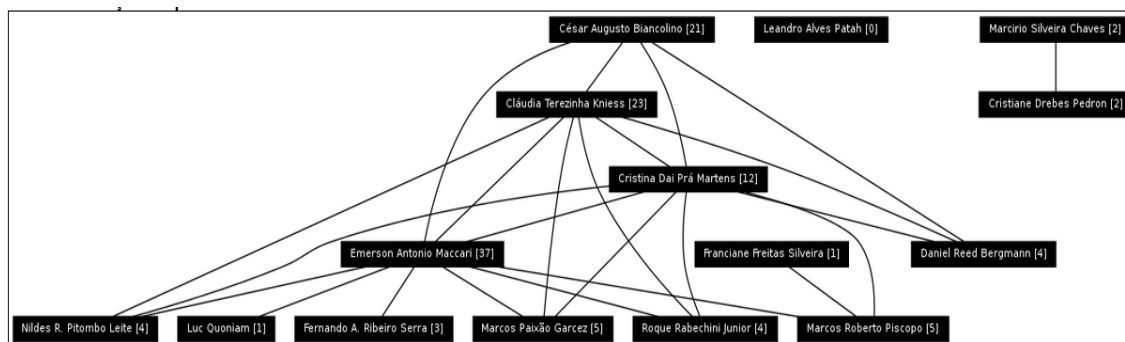 César Augusto Biancolino [21]
Leandro Alves Patah [0]
Marcirio Silveira Chaves [2]
Cláudia Terezinha Kniess [23]
Cristiane Drebes Pedron [2]
Cristina Dai Prá Martens [12]
Emerson Antonio Maccari [37]
Franciane Freitas Silveira [1]
Daniel Reed Bergmann [4]
Nildes R. Pitombo Leite [4]
Luc Quoniam [1]
Fernando A. Ribeiro Serra [3]
Marcos Paixão Garcez [5]
Roque Rabechini Junior [4]
Marcos Roberto Piscopo [5]